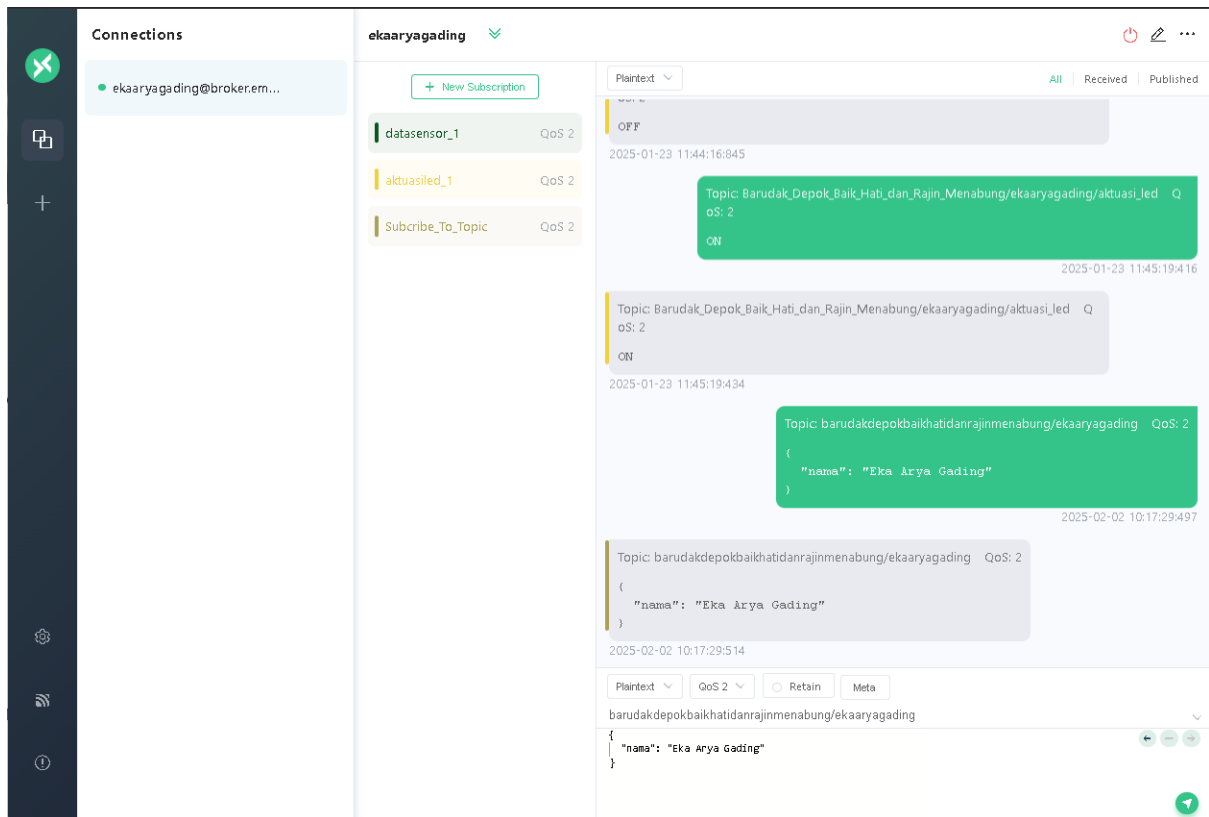 Connections
ekaaryagading@broker.em...
ekaaryagading
+ New Subscription
datasensor_1 QoS 2
aktuasiled_1 QoS 2
Subcribe_To_Topic QoS 2
Plaintext
All Received Published
oS: 2
OFF
2025-01-23 11:44:16:845
Topic: Barudak_Depok_Baik_Hati_dan_Rajin_Menabung/ekaaryagading/aktuasi_led Q
oS: 2
ON
2025-01-23 11:45:19:416
Topic: Barudak_Depok_Baik_Hati_dan_Rajin_Menabung/ekaaryagading/aktuasi_led Q
oS: 2
ON
2025-01-23 11:45:19:434
Topic: barudakdepokbaikhatidanrajinmenabung/ekaaryagading QoS: 2
{
"nama": "Eka Arya Gading"
}
2025-02-02 10:17:29:497
Topic: barudakdepokbaikhatidanrajinmenabung/ekaaryagading QoS: 2
{
"nama": "Eka Arya Gading"
}
2025-02-02 10:17:29:514
Plaintext QoS 2 Retain Meta
barudakdepokbaikhatidanrajinmenabung/ekaaryagading
{
"nama": "Eka Arya Gading"
}